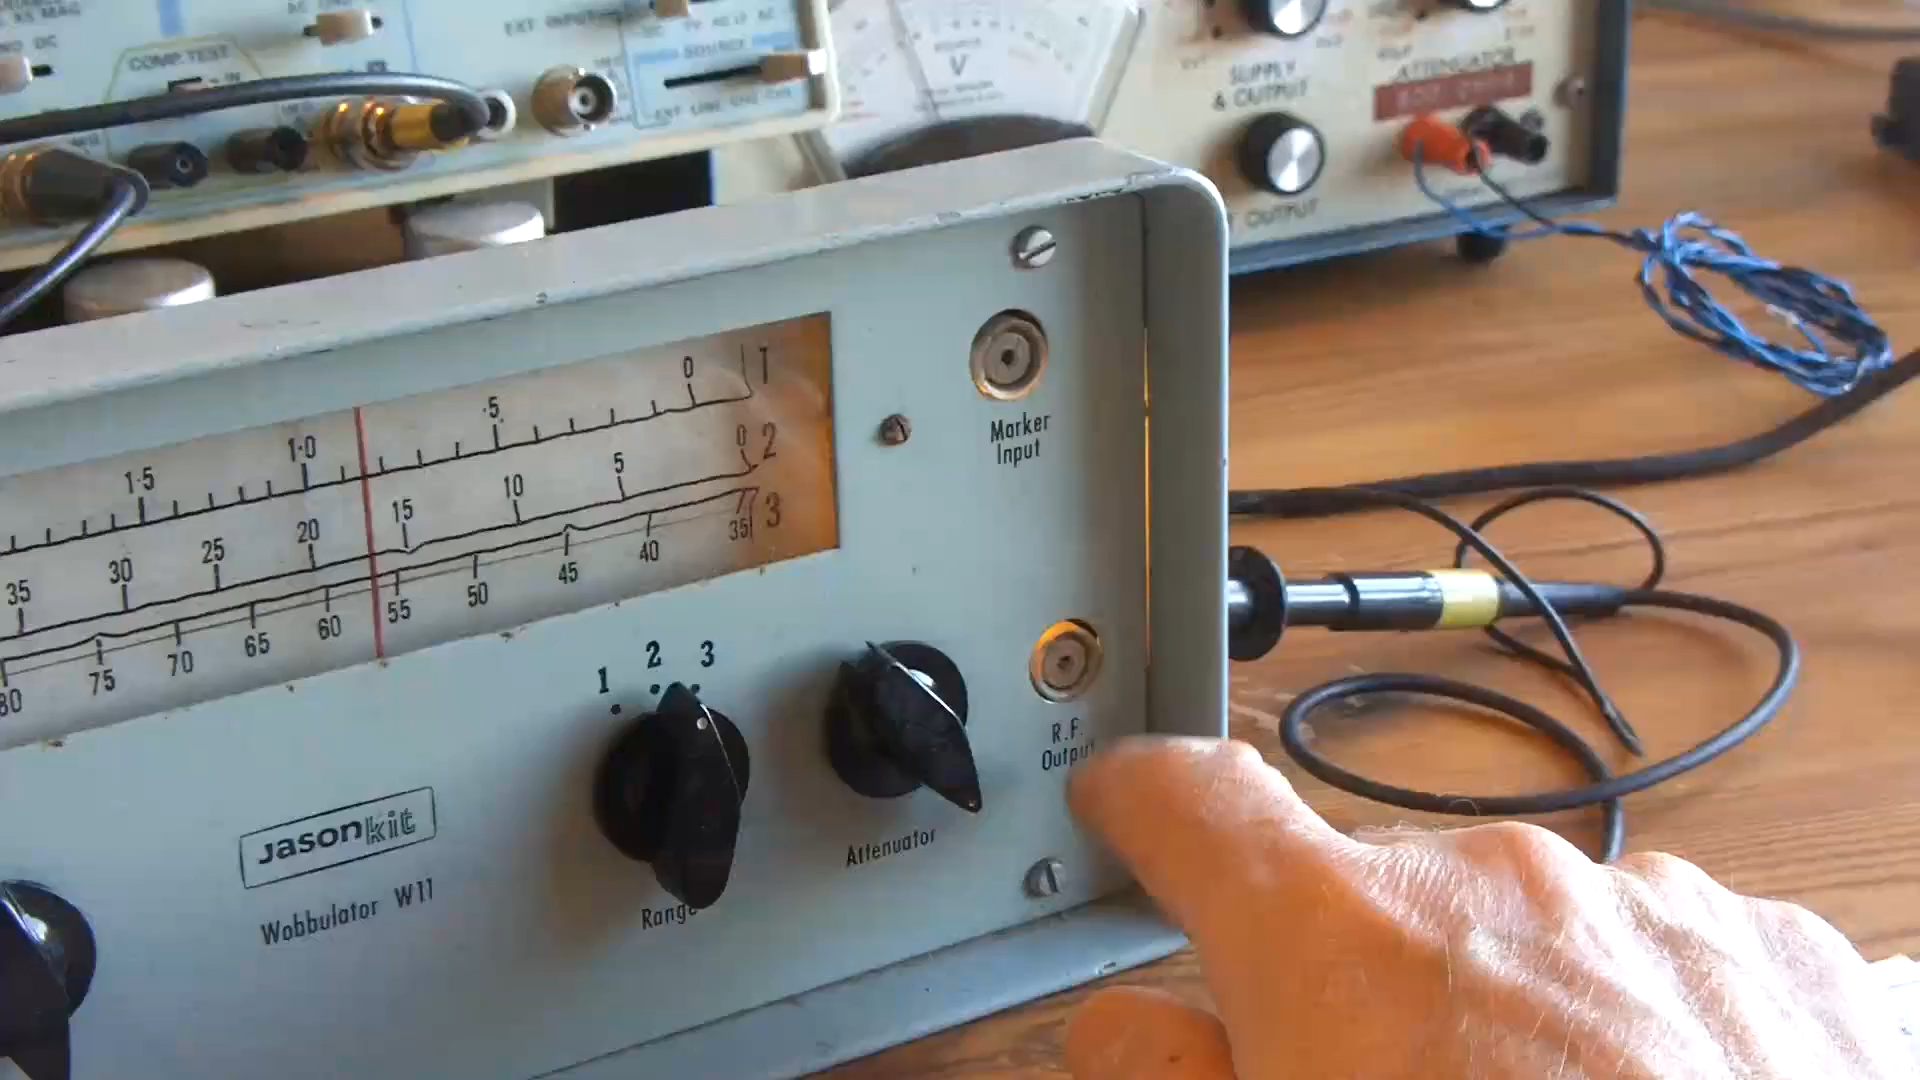 COMP.TEST
EXT INPUT
SOURCE
V
SUPPLY
& OUTPUT
ATTENUATOR
OUTPUT
1·5
1·0
·5
0
1
35
30
25
20
15
10
5
0
2
80
75
70
65
60
55
50
45
40
35
3
Marker
Input
1
2
3
R.F.
Output
Attenuator
Range
jasonkit
Wobbulator W11